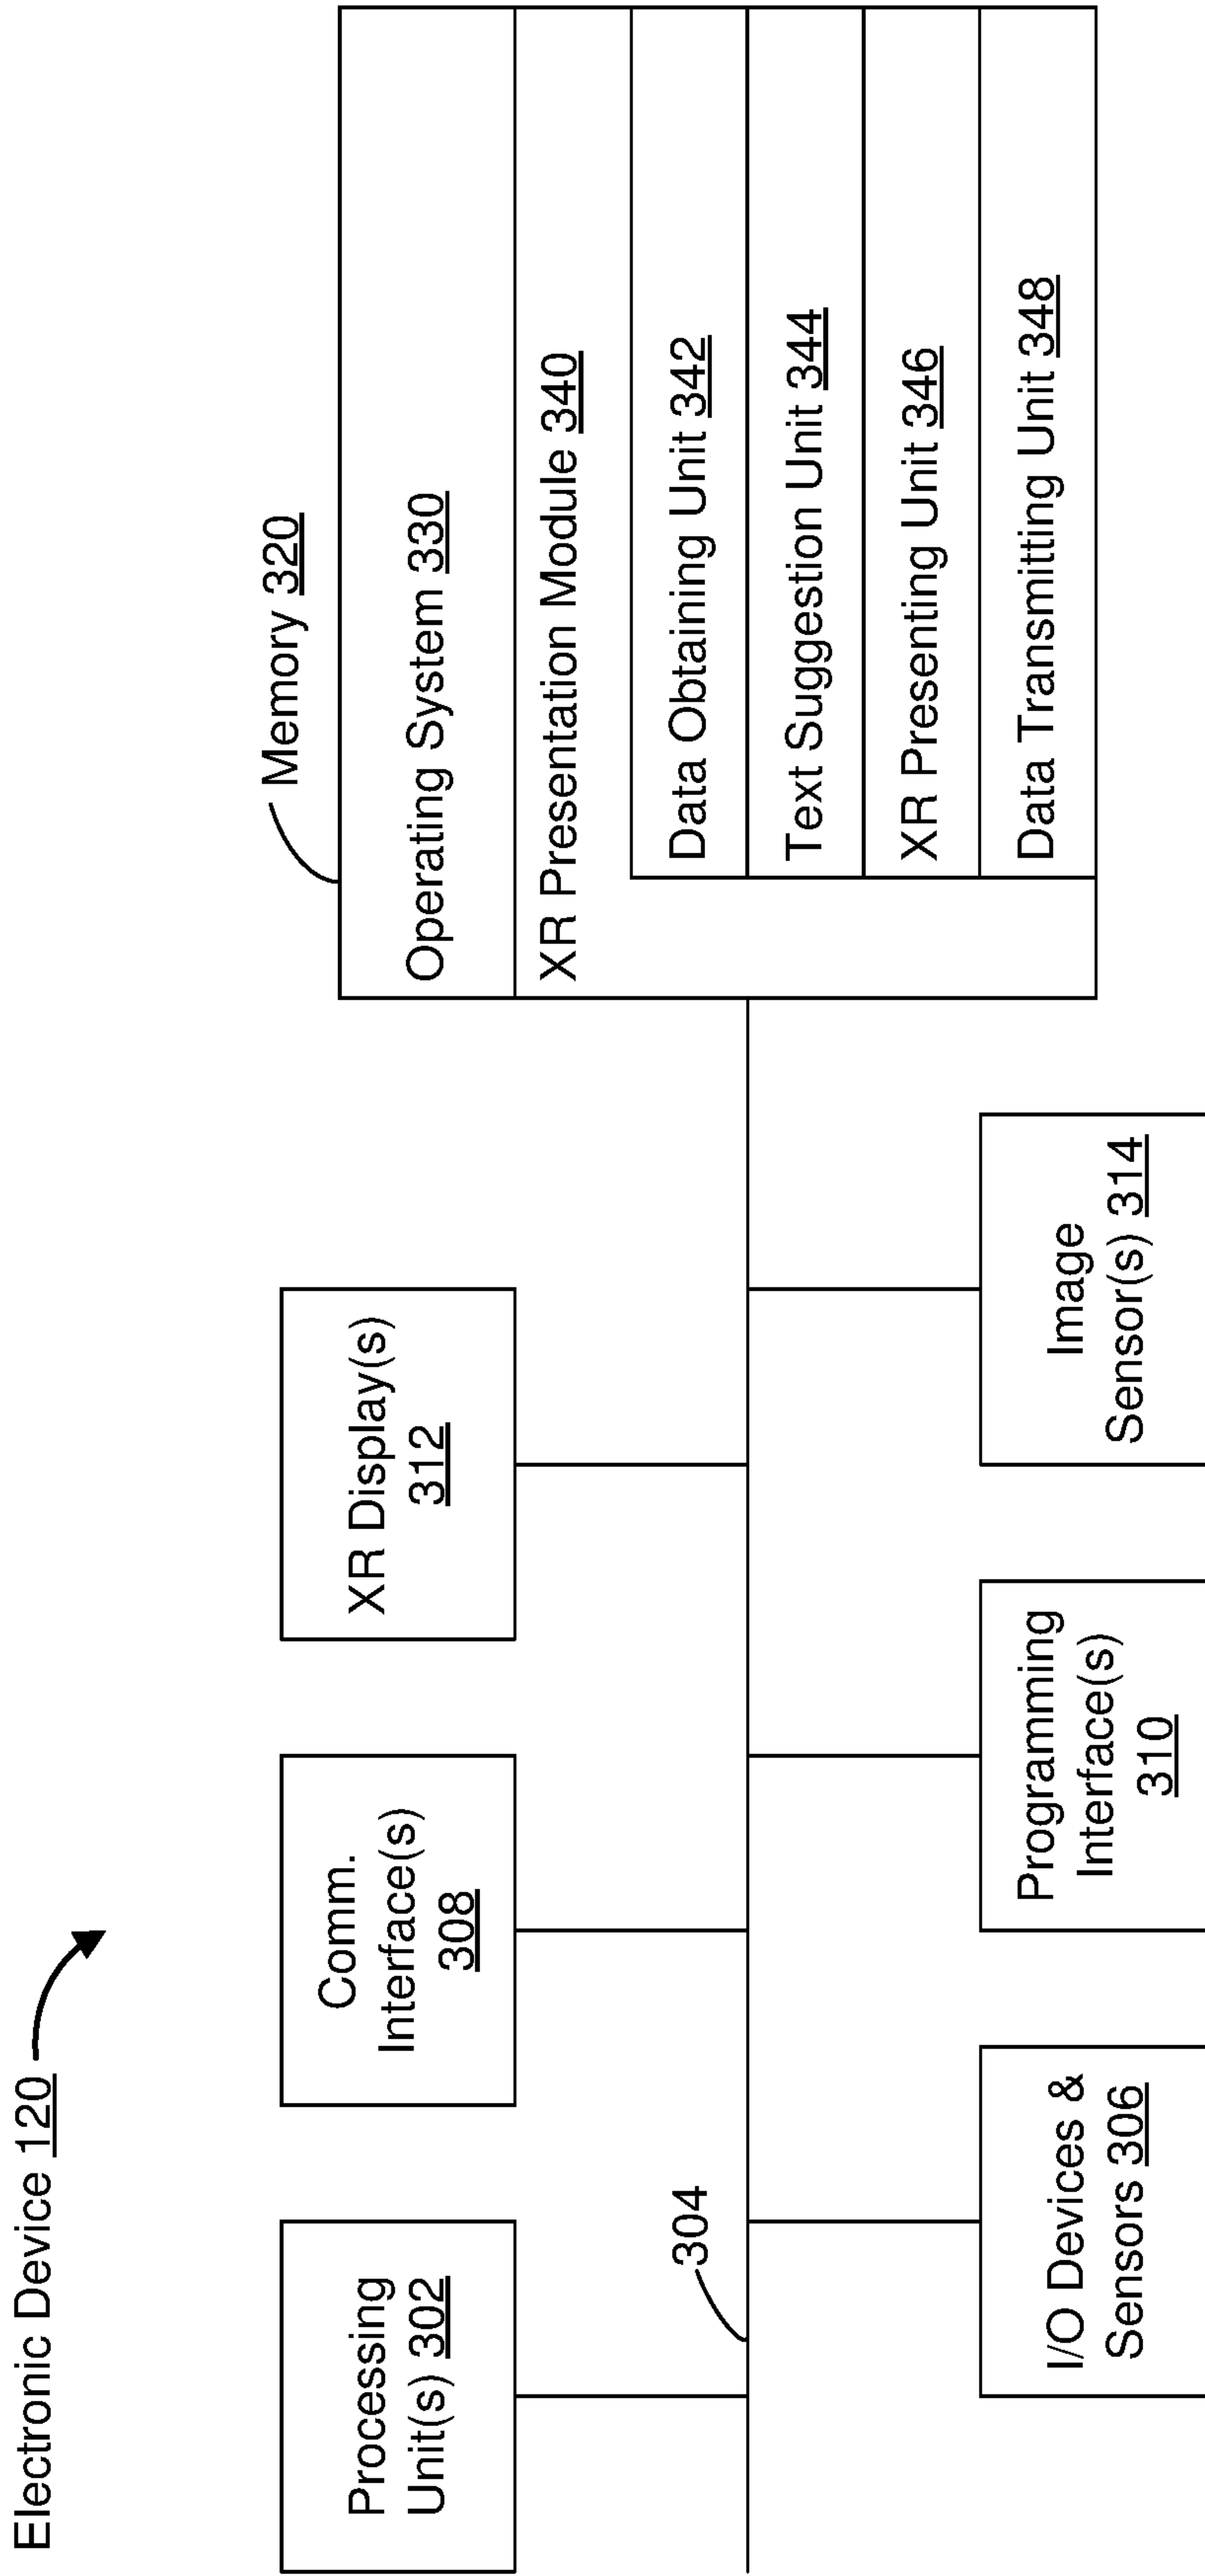 Electronic Device 120
Processing
Unit(s) 302
Comm.
Interface(s)
308
XR Display(s)
312
Memory 320
Operating System 330
XR Presentation Module 340
Data Obtaining Unit 342
Text Suggestion Unit 344
XR Presenting Unit 346
Data Transmitting Unit 348
304
I/O Devices &
Sensors 306
Programming
Interface(s)
310
Image
Sensor(s) 314